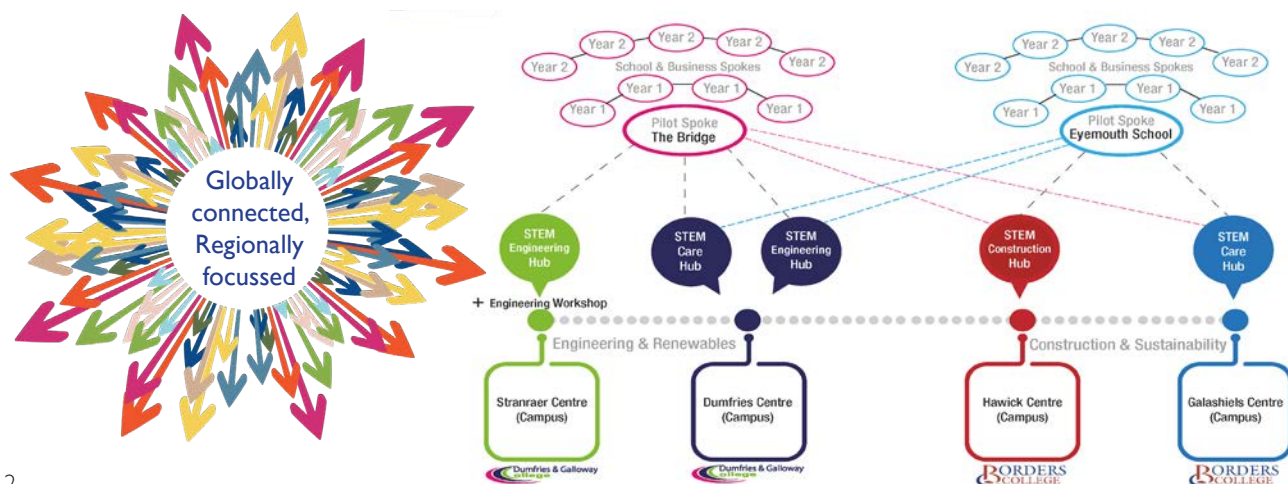 Globally
connected,
Regionally
focussed
Year 2
Year 2
Year 2
Year 2
Year 2
School & Business Spokes
Year 1
Year 1
Year 1
Year 1
Pilot Spoke
The Bridge
Year 2
Year 2
Year 2
Year 2
Year 2
School & Business Spokes
Year 1
Year 1
Year 1
Year 1
Pilot Spoke
Eyemouth School
STEM
Engineering
Hub
STEM
Care
Hub
STEM
Engineering
Hub
STEM
Construction
Hub
STEM
Care
Hub
+ Engineering Workshop
Engineering & Renewables
Construction & Sustainability
Stranraer Centre
(Campus)
Dumfries Centre
(Campus)
Hawick Centre
(Campus)
Galashiels Centre
(Campus)
Dumfries & Galloway
College
Dumfries & Galloway
College
BORDERS
COLLEGE
BORDERS
COLLEGE
2